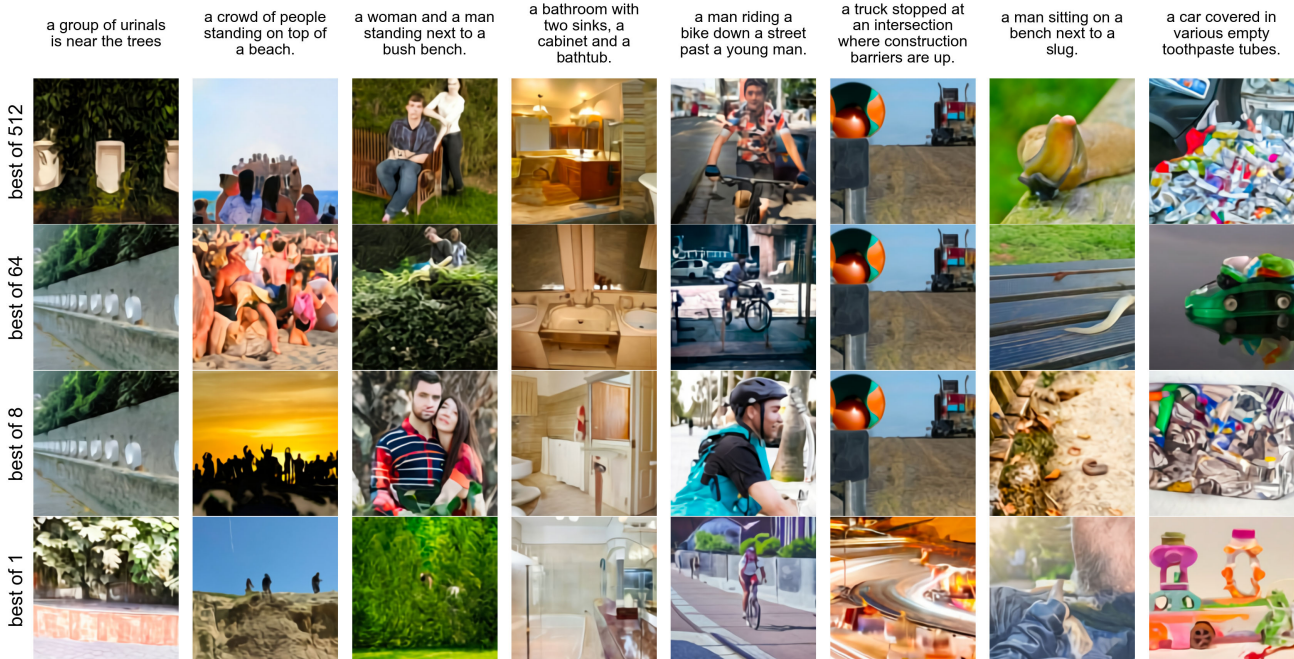 a group of urinals
is near the trees
a crowd of people
standing on top of
a beach.
a woman and a man
standing next to a
bush bench.
a bathroom with
two sinks, a
cabinet and a
bathtub.
a man riding a
bike down a street
past a young man.
a truck stopped at
an intersection
where construction
barriers are up.
a man sitting on a
bench next to a
slug.
a car covered in
various empty
toothpaste tubes.
best of 512
best of 64
best of 8
best of 1